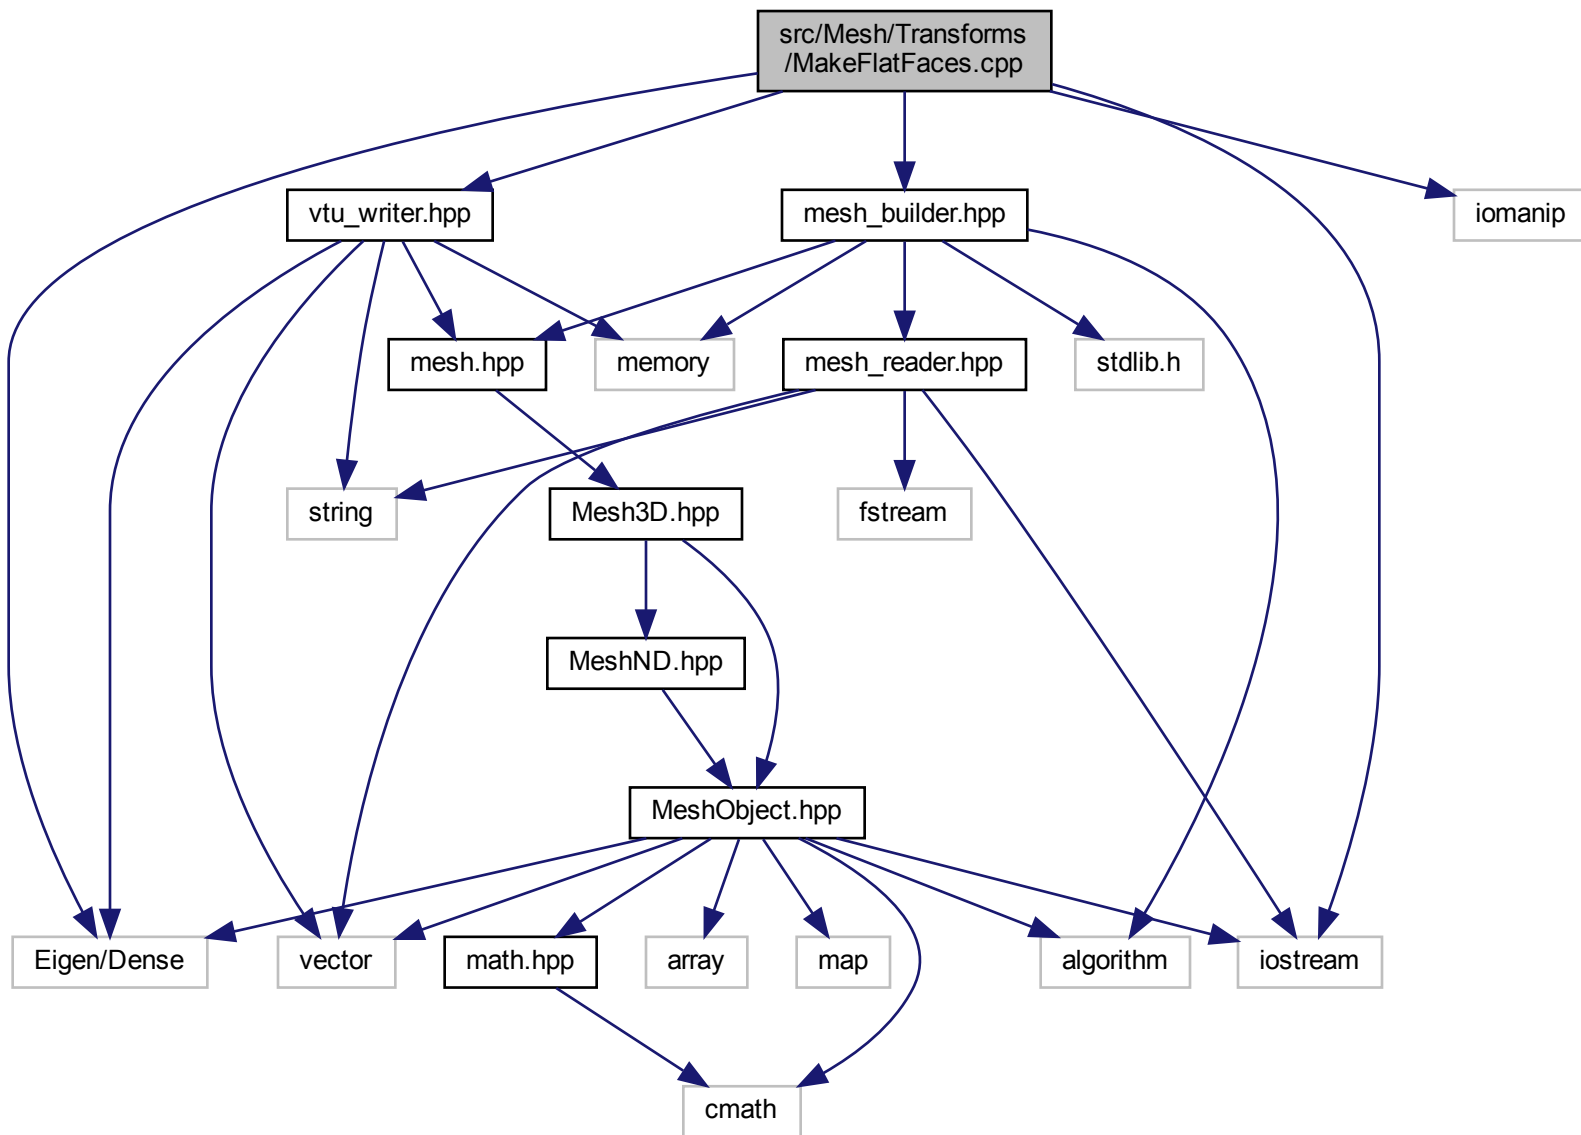 src/Mesh/Transforms
/MakeFlatFaces.cpp
vtu_writer.hpp
mesh_builder.hpp
iomanip
mesh.hpp
memory
mesh_reader.hpp
stdlib.h
string
Mesh3D.hpp
fstream
MeshND.hpp
MeshObject.hpp
Eigen/Dense
vector
math.hpp
array
map
algorithm
iostream
cmath